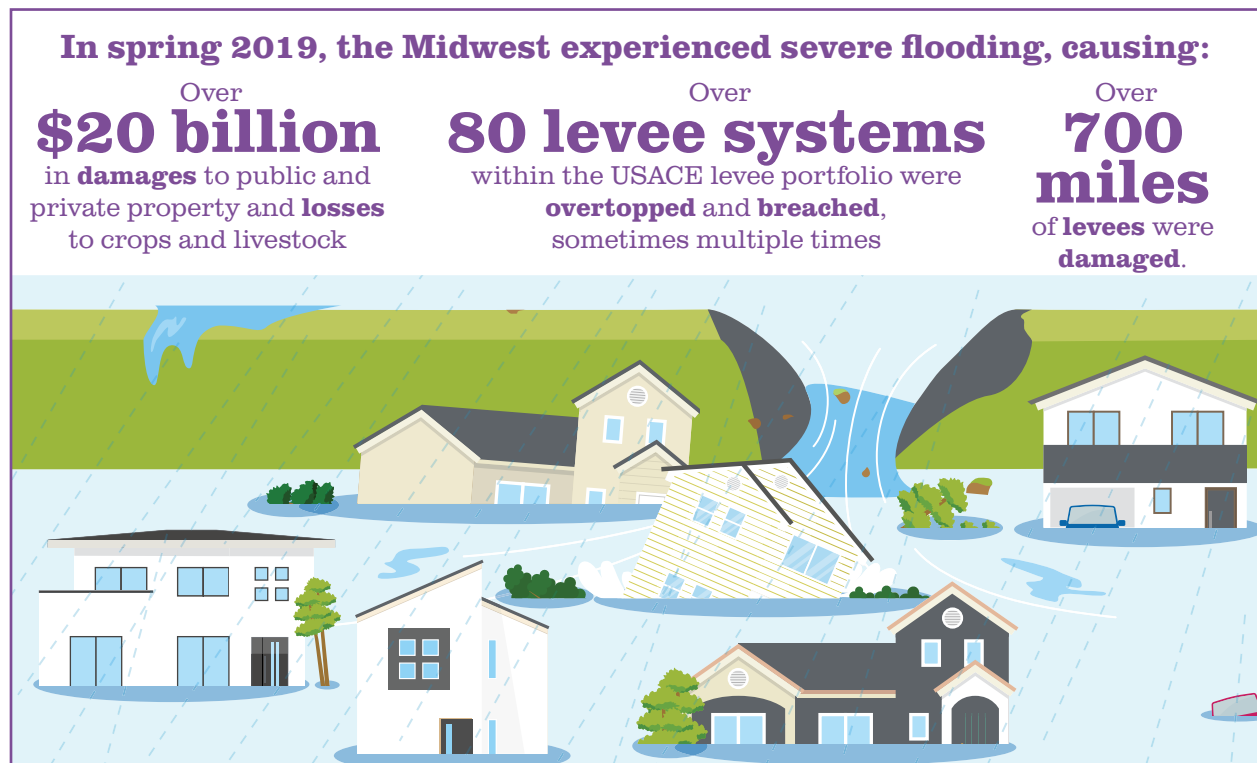 In spring 2019, the Midwest experienced severe flooding, causing:
Over
$20 billion
in damages to public and
private property and losses
to crops and livestock
Over
80 levee systems
within the USACE levee portfolio were
overtopped and breached,
sometimes multiple times
Over
700
miles
of levees were
damaged.